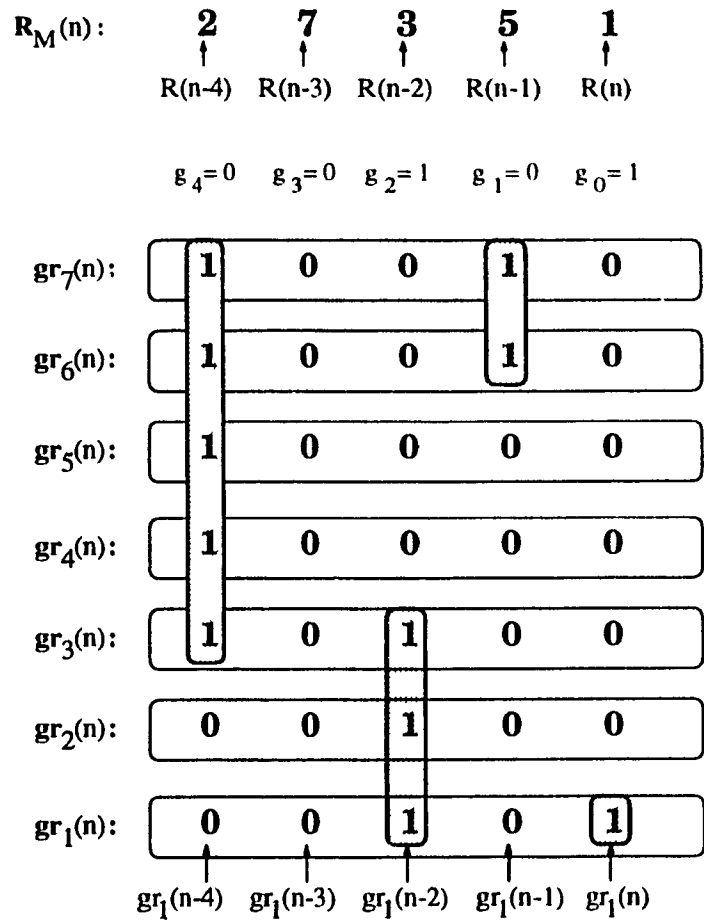 R_M(n): 2 7 3 5 1
R(n-4) R(n-3) R(n-2) R(n-1) R(n)
g_4=0 g_3=0 g_2=1 g_1=0 g_0=1
gr_7(n): 1 0 0 1 0
gr_6(n): 1 0 0 1 0
gr_5(n): 1 0 0 0 0
gr_4(n): 1 0 0 0 0
gr_3(n): 1 0 1 0 0
gr_2(n): 0 0 1 0 0
gr_1(n): 0 0 1 0 1
gr_1(n-4) gr_1(n-3) gr_1(n-2) gr_1(n-1) gr_1(n)